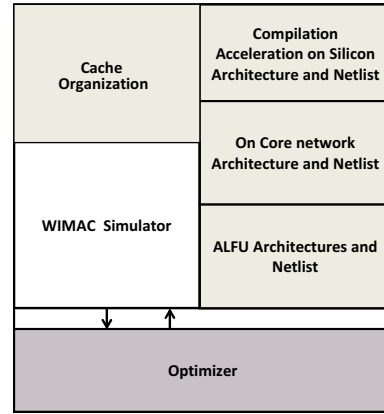 Cache
Organization
Compilation
Acceleration on Silicon
Architecture and Netlist
On Core network
Architecture and Netlist
WIMAC Simulator
ALFU Architectures and
Netlist
Optimizer